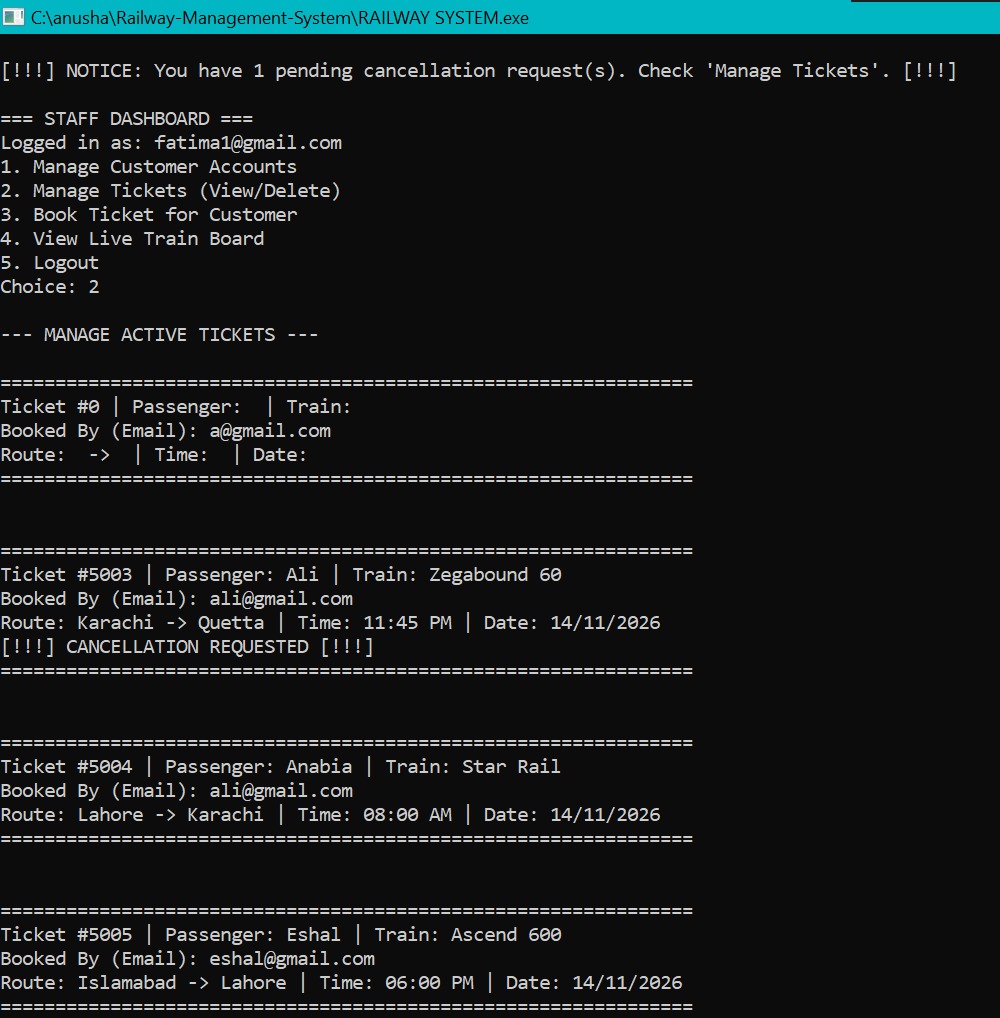 C:\anusha\Railway-Management-System\RAILWAY SYSTEM.exe
[!!!] NOTICE: You have 1 pending cancellation request(s). Check 'Manage Tickets'. [!!!]
=== STAFF DASHBOARD ===
Logged in as: fatima1@gmail.com
1. Manage Customer Accounts
2. Manage Tickets (View/Delete)
3. Book Ticket for Customer
4. View Live Train Board
5. Logout
Choice: 2
--- MANAGE ACTIVE TICKETS ---
===============================================================
Ticket #0 | Passenger:  | Train:
Booked By (Email): a@gmail.com
Route:  ->  | Time:  | Date:
===============================================================
===============================================================
Ticket #5003 | Passenger: Ali | Train: Zegabound 60
Booked By (Email): ali@gmail.com
Route: Karachi -> Quetta | Time: 11:45 PM | Date: 14/11/2026
[!!!] CANCELLATION REQUESTED [!!!]
===============================================================
===============================================================
Ticket #5004 | Passenger: Anabia | Train: Star Rail
Booked By (Email): ali@gmail.com
Route: Lahore -> Karachi | Time: 08:00 AM | Date: 14/11/2026
===============================================================
===============================================================
Ticket #5005 | Passenger: Eshal | Train: Ascend 600
Booked By (Email): eshal@gmail.com
Route: Islamabad -> Lahore | Time: 06:00 PM | Date: 14/11/2026
===============================================================